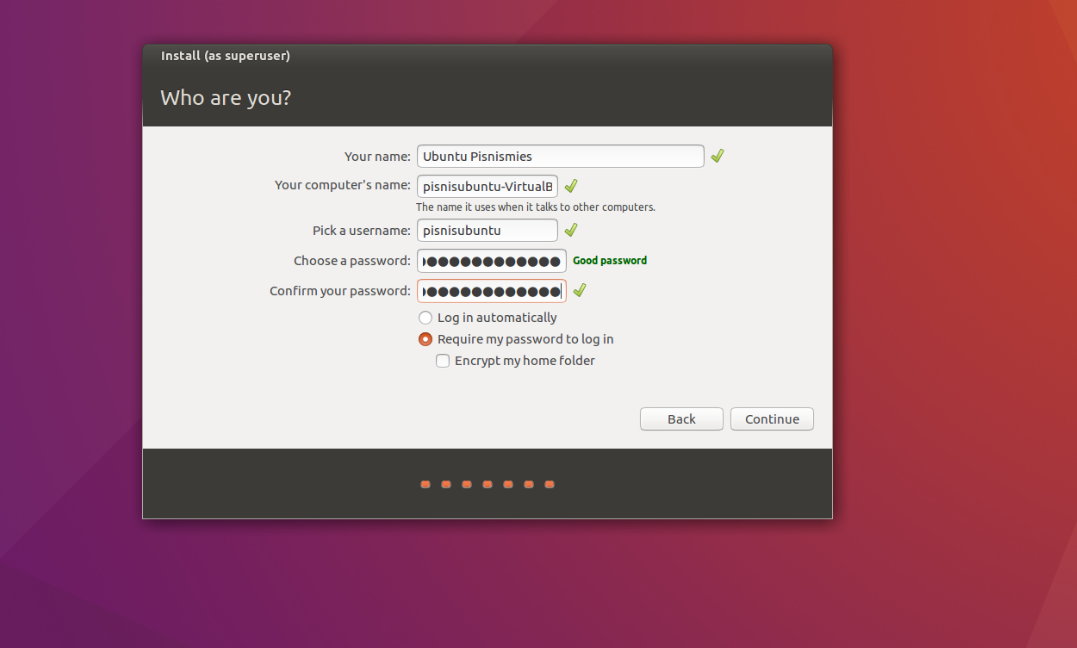 Install (as superuser)
Who are you?
Your name: Ubuntu Pisnismies
Your computer's name: pisnisubuntu-VirtualB
The name it uses when it talks to other computers.
Pick a username: pisnisubuntu
Choose a password: Good password
Confirm your password:
Log in automatically
Require my password to log in
Encrypt my home folder
Back Continue